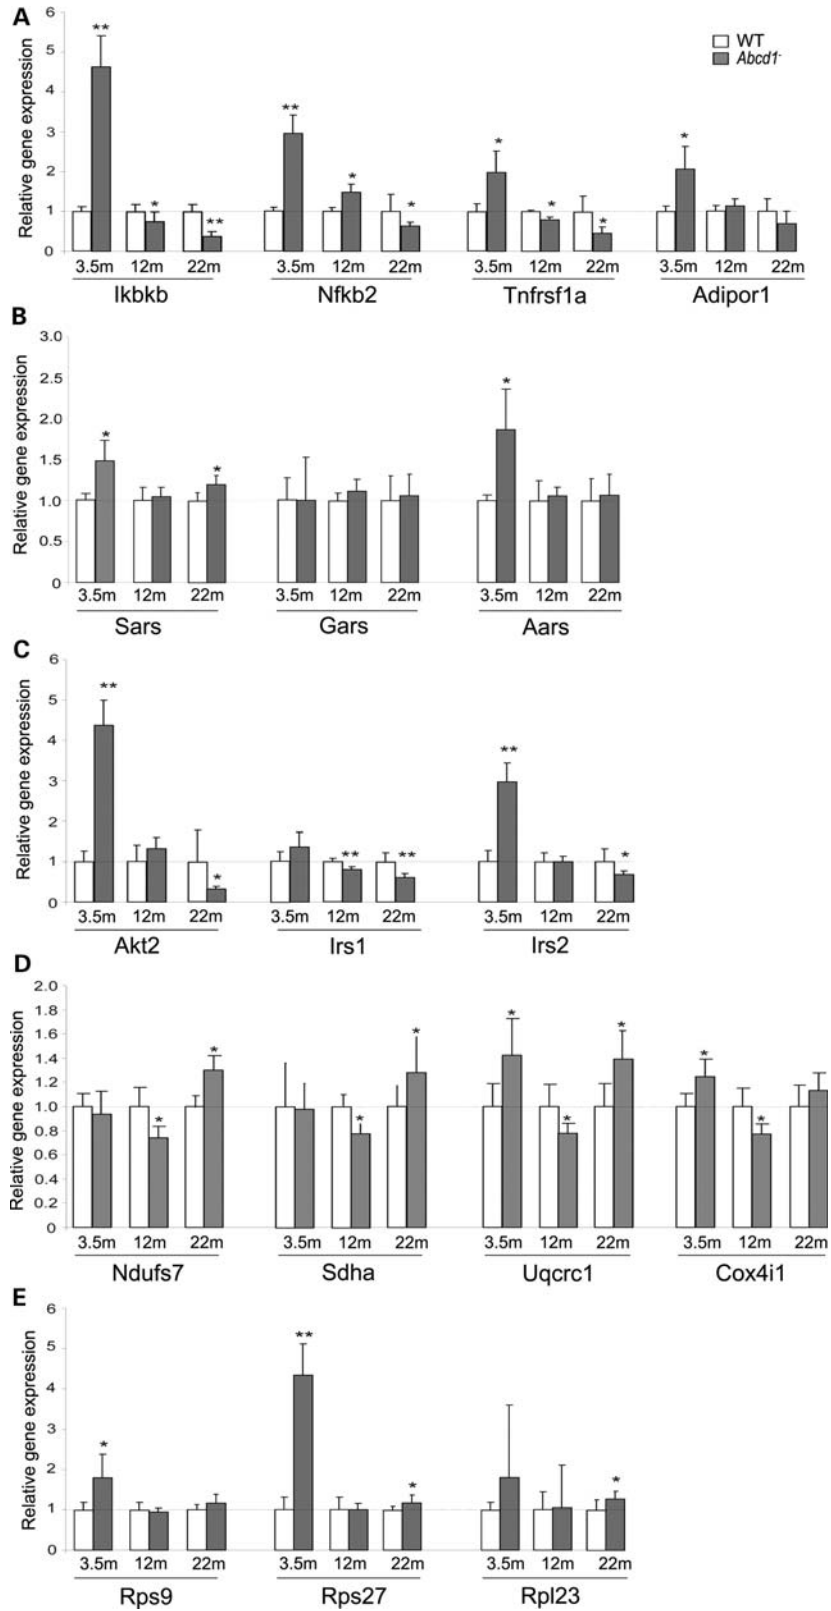 A
Relative gene expression
6
5
4
3
2
1
0
WT
Abcd1-
** * ** ** * * * * * *
3.5m 12m 22m 3.5m 12m 22m 3.5m 12m 22m 3.5m 12m 22m
Ikbkb Nfkb2 Tnfrsf1a Adipor1
B
Relative gene expression
3.0
2.5
2.0
1.5
1.0
0.5
0
* * *
3.5m 12m 22m 3.5m 12m 22m 3.5m 12m 22m
Sars Gars Aars
C
Relative gene expression
6
5
4
3
2
1
0
** * ** ** ** *
3.5m 12m 22m 3.5m 12m 22m 3.5m 12m 22m
Akt2 Irs1 Irs2
D
Relative gene expression
2.0
1.8
1.6
1.4
1.2
1.0
0.8
0.6
0.4
0.2
0
* * * * * * * * *
3.5m 12m 22m 3.5m 12m 22m 3.5m 12m 22m 3.5m 12m 22m
Ndufs7 Sdha Uqcrc1 Cox4i1
E
Relative gene expression
6
5
4
3
2
1
0
* ** * *
3.5m 12m 22m 3.5m 12m 22m 3.5m 12m 22m
Rps9 Rps27 Rpl23